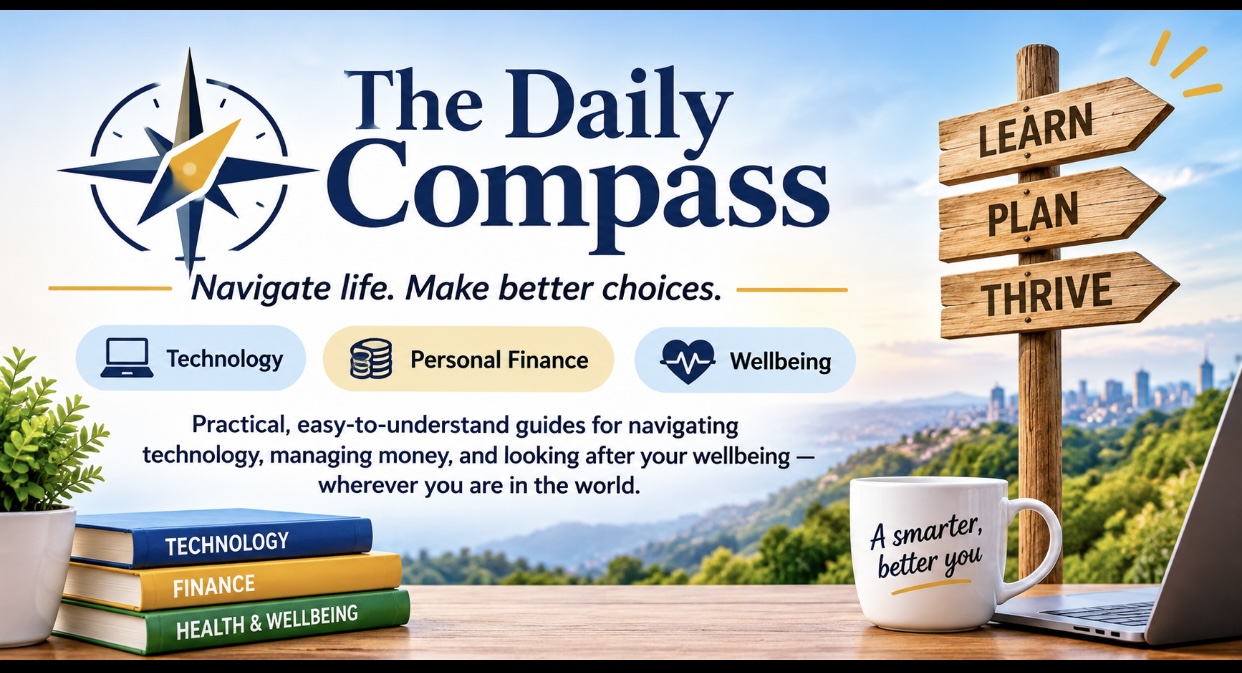 The Daily
Compass
Navigate life. Make better choices.
Technology
Personal Finance
Wellbeing
Practical, easy-to-understand guides for navigating
technology, managing money, and looking after your wellbeing —
wherever you are in the world.
LEARN
PLAN
THRIVE
TECHNOLOGY
FINANCE
HEALTH & WELLBEING
A smarter,
better you